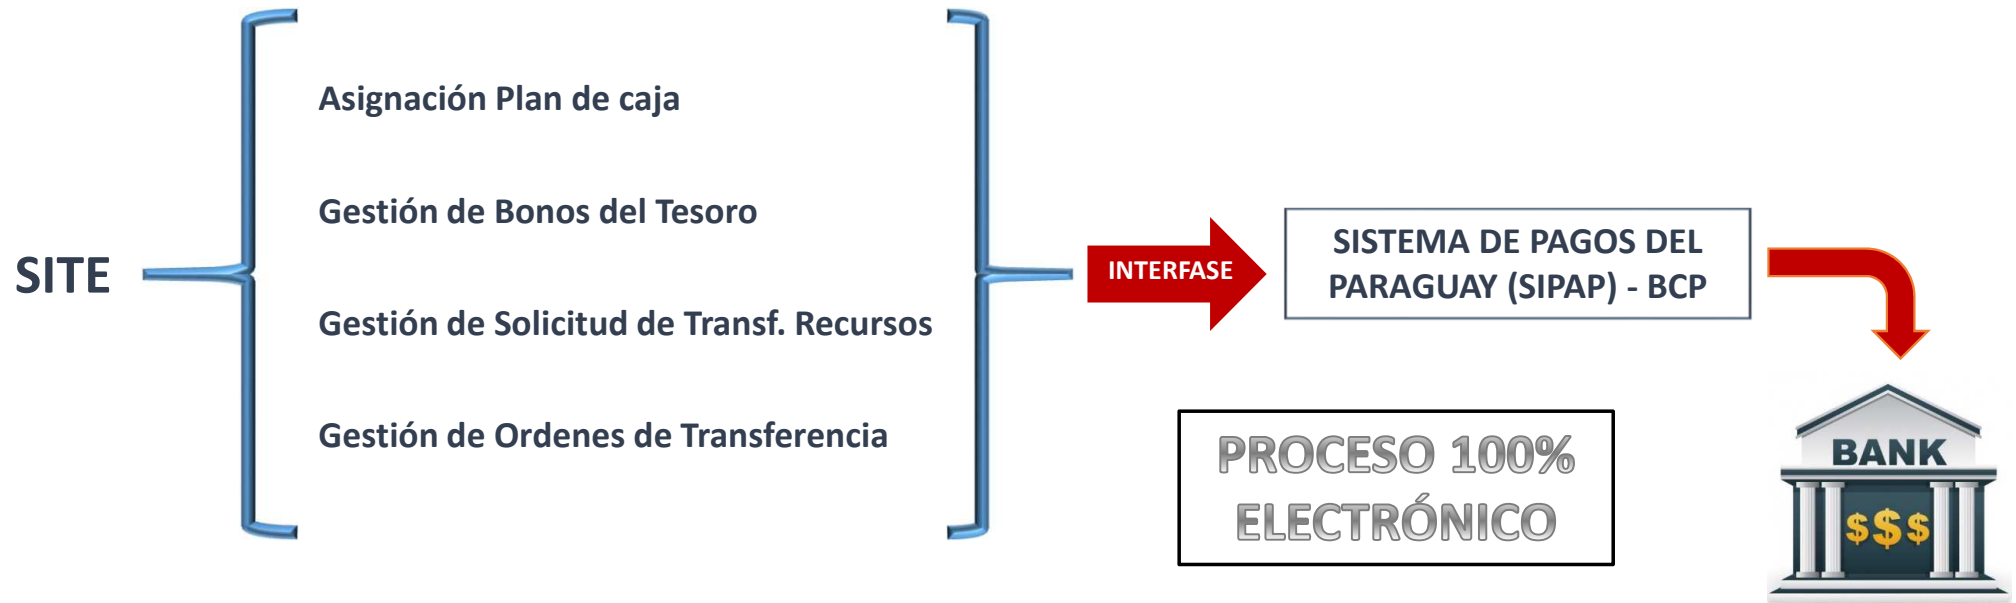 SITE
Asignación Plan de caja
Gestión de Bonos del Tesoro
Gestión de Solicitud de Transf. Recursos
Gestión de Ordenes de Transferencia
INTERFASE
SISTEMA DE PAGOS DEL
PARAGUAY (SIPAP) - BCP
PROCESO 100%
ELECTRÓNICO
BANK
$$$